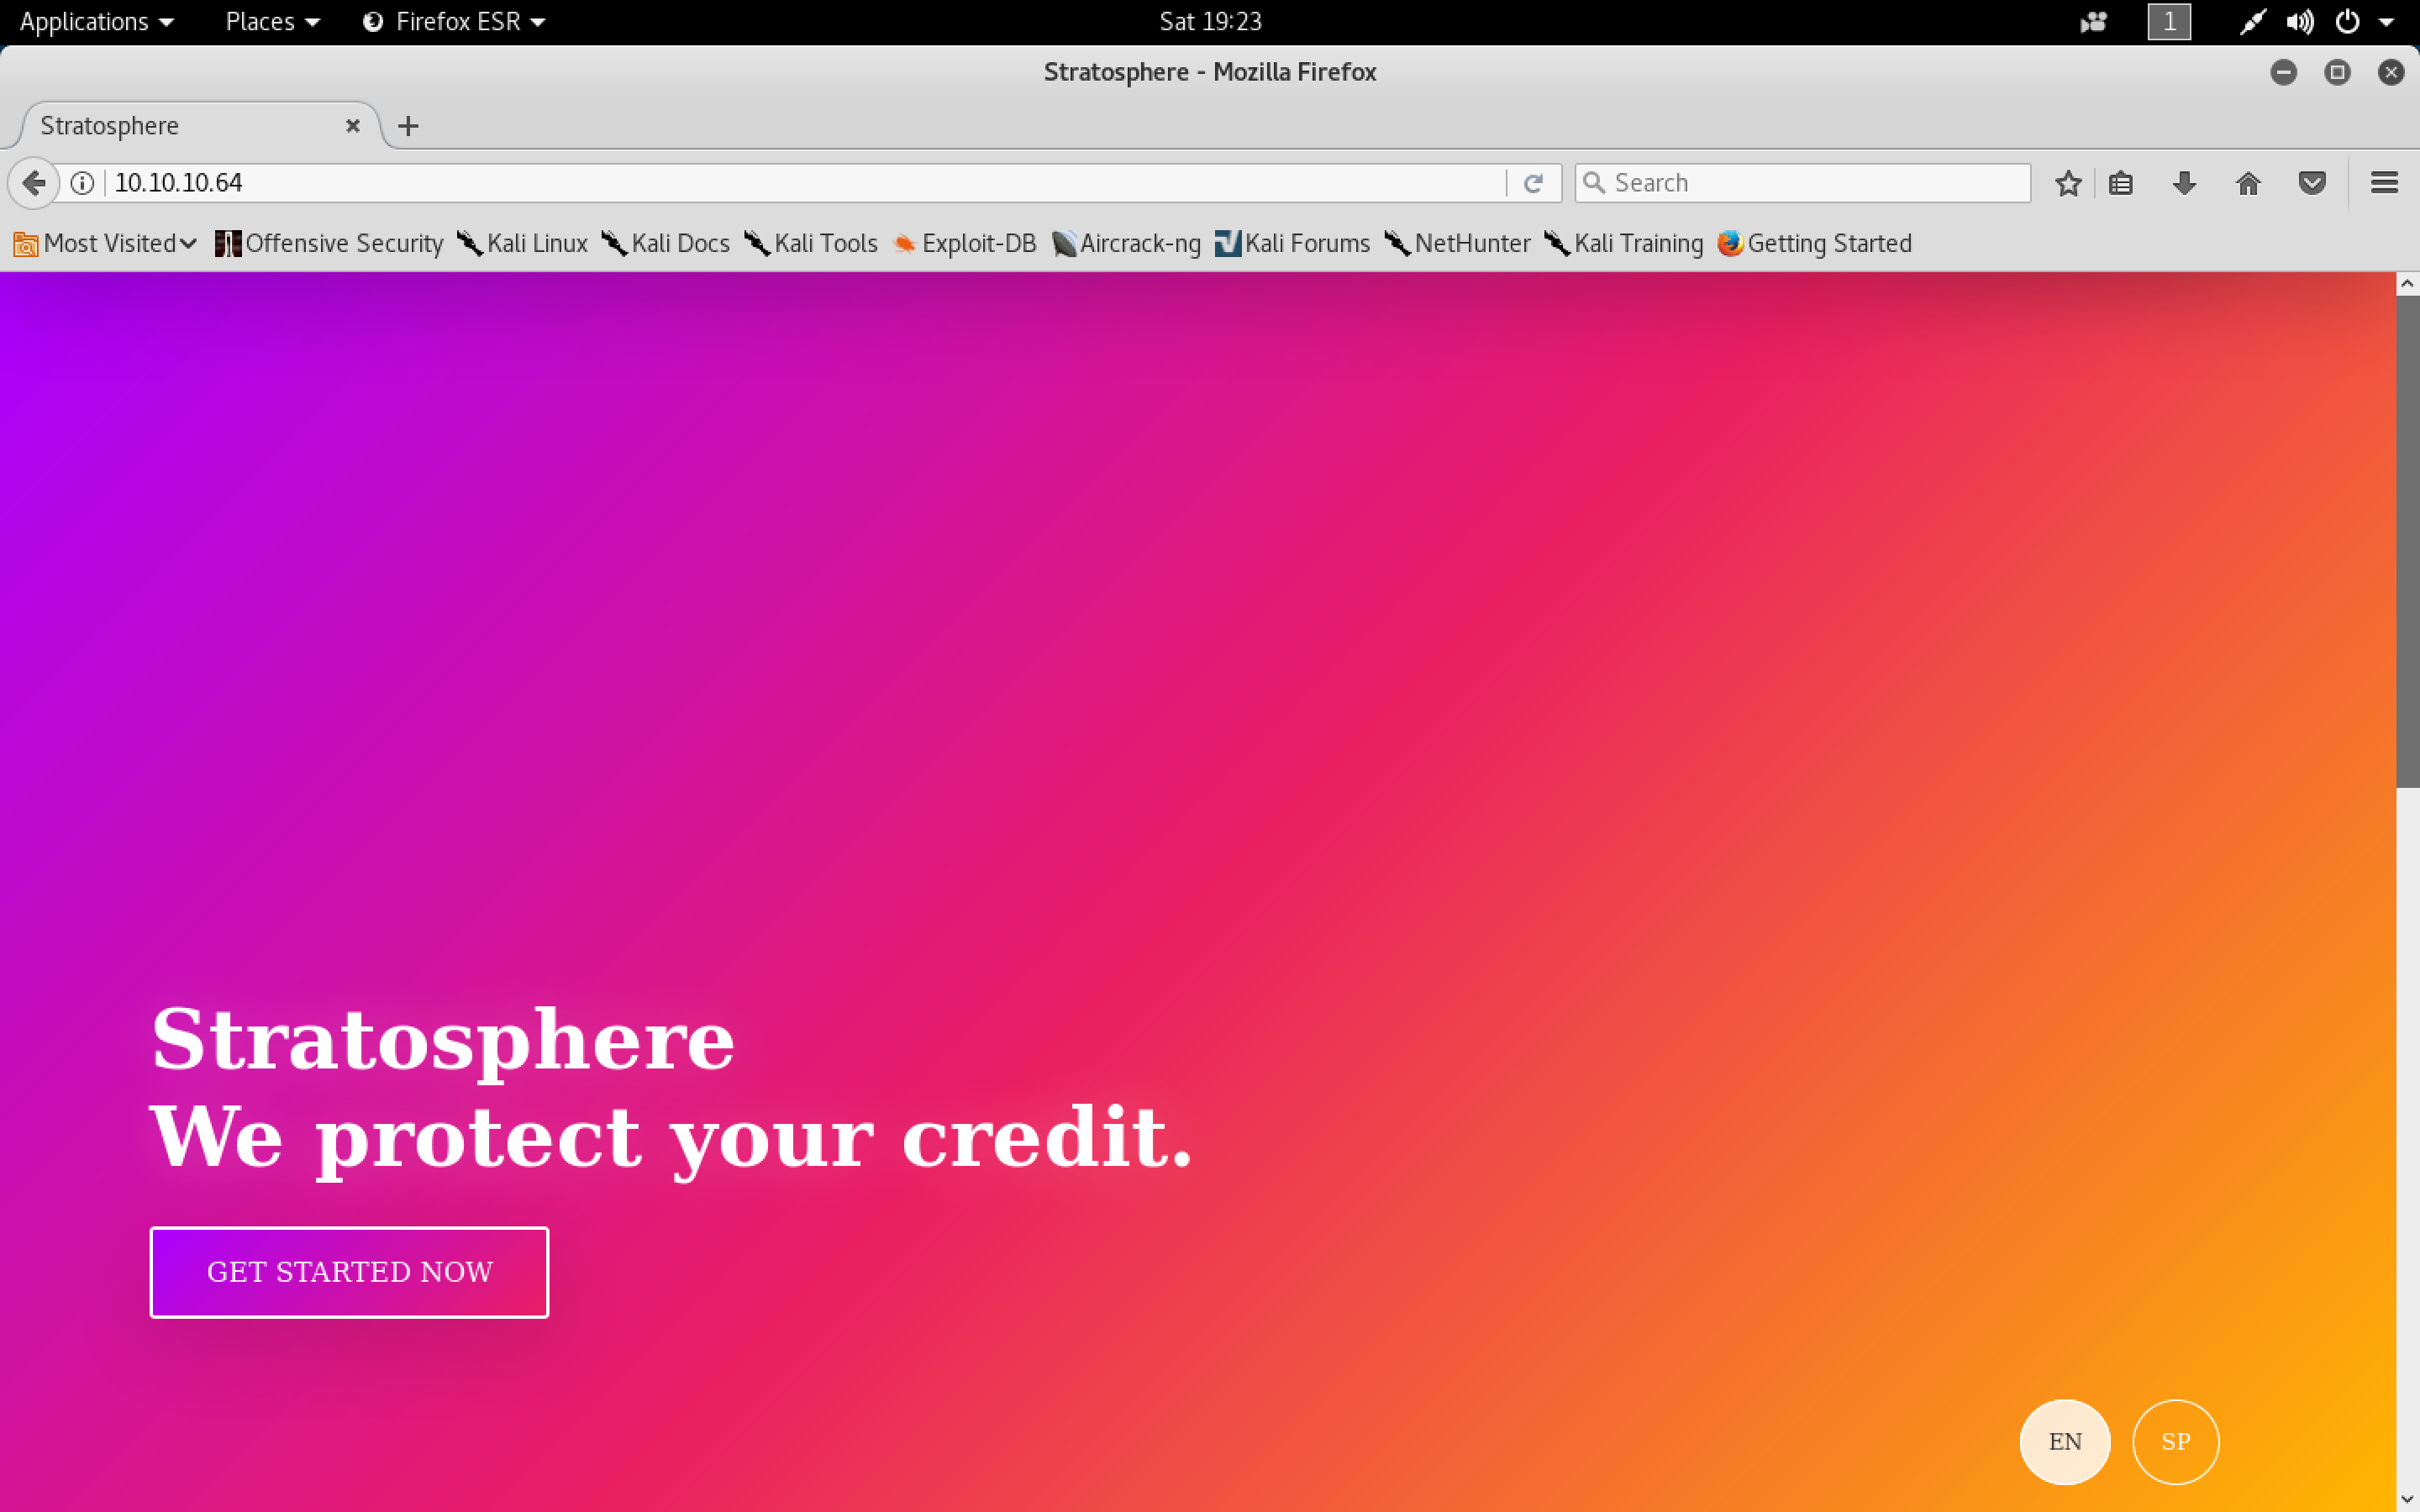 Applications Places Firefox ESR Sat 19:23 1
Stratosphere - Mozilla Firefox
Stratosphere
10.10.10.64 Search
Most Visited Offensive Security Kali Linux Kali Docs Kali Tools Exploit-DB Aircrack-ng Kali Forums NetHunter Kali Training Getting Started
Stratosphere
We protect your credit.
GET STARTED NOW
EN SP